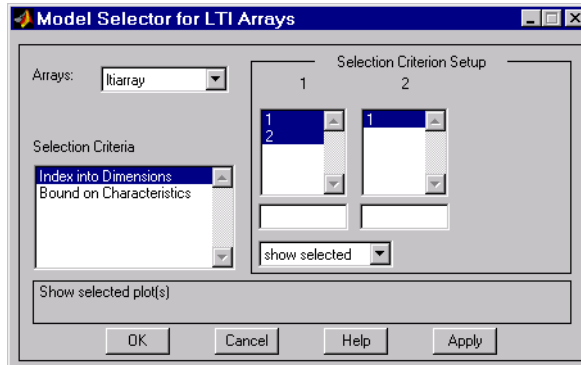 Model Selector for LTI Arrays
Arrays:
ltiarray
Selection Criteria
Index into Dimensions
Bound on Characteristics
Selection Criterion Setup
1 2
1 1
2
show selected
Show selected plot(s)
OK Cancel Help Apply